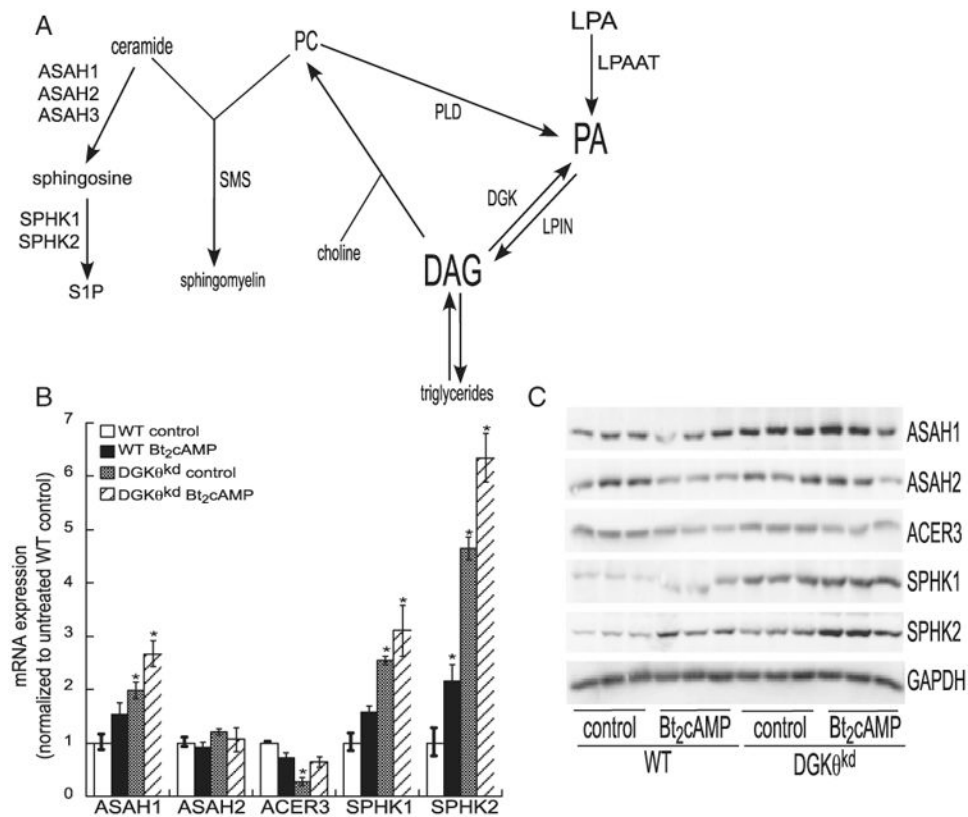 A
ceramide
PC
LPA
ASAH1
ASAH2
ASAH3
LPAAT
PLD
PA
sphingosine
SMS
DGK
LPIN
SPHK1
SPHK2
choline
DAG
S1P
sphingomyelin
triglycerides
B
mRNA expression
(normalized to untreated WT control)
7
6
5
4
3
2
1
0
WT control
WT Bt₂cAMP
DGKθᵏᵈ control
DGKθᵏᵈ Bt₂cAMP
* * * * * * * *
ASAH1 ASAH2 ACER3 SPHK1 SPHK2
C
ASAH1
ASAH2
ACER3
SPHK1
SPHK2
GAPDH
control Bt₂cAMP control Bt₂cAMP
WT DGKθᵏᵈ